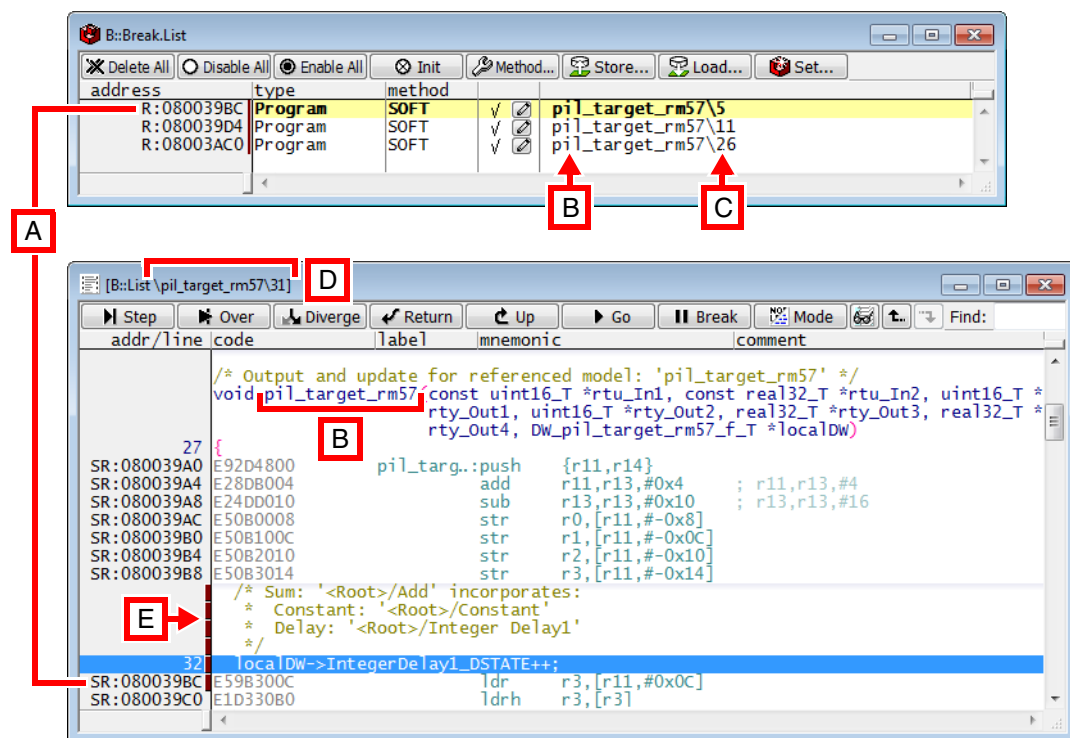 B::Break.List
Delete All Disable All Enable All Init Method... Store... Load... Set...
address type method
R:080039BC Program SOFT √ pil_target_rm57\5
R:080039D4 Program SOFT √ pil_target_rm57\11
R:08003AC0 Program SOFT √ pil_target_rm57\26
B C
A
[B::List \pil_target_rm57\31] D
Step Over Diverge Return Up Go Break Mode t.. Find:
addr/line code label mnemonic comment
/* Output and update for referenced model: 'pil_target_rm57' */
void pil_target_rm57(const uint16_T *rtu_In1, const real32_T *rtu_In2, uint16_T *
rty_Out1, uint16_T *rty_Out2, real32_T *rty_Out3, real32_T *
rty_Out4, DW_pil_target_rm57_f_T *localDW)
B
27 {
SR:080039A0 E92D4800 pil_targ..:push {r11,r14}
SR:080039A4 E28DB004 add r11,r13,#0x4 ; r11,r13,#4
SR:080039A8 E24DD010 sub r13,r13,#0x10 ; r13,r13,#16
SR:080039AC E50B0008 str r0,[r11,#-0x8]
SR:080039B0 E50B100C str r1,[r11,#-0x0C]
SR:080039B4 E50B2010 str r2,[r11,#-0x10]
SR:080039B8 E50B3014 str r3,[r11,#-0x14]
/* Sum: '<Root>/Add' incorporates:
* Constant: '<Root>/Constant'
E
* Delay: '<Root>/Integer Delay1'
*/
32 localDW->IntegerDelay1_DSTATE++;
SR:080039BC E59B300C ldr r3,[r11,#0x0C]
SR:080039C0 E1D330B0 ldrh r3,[r3]